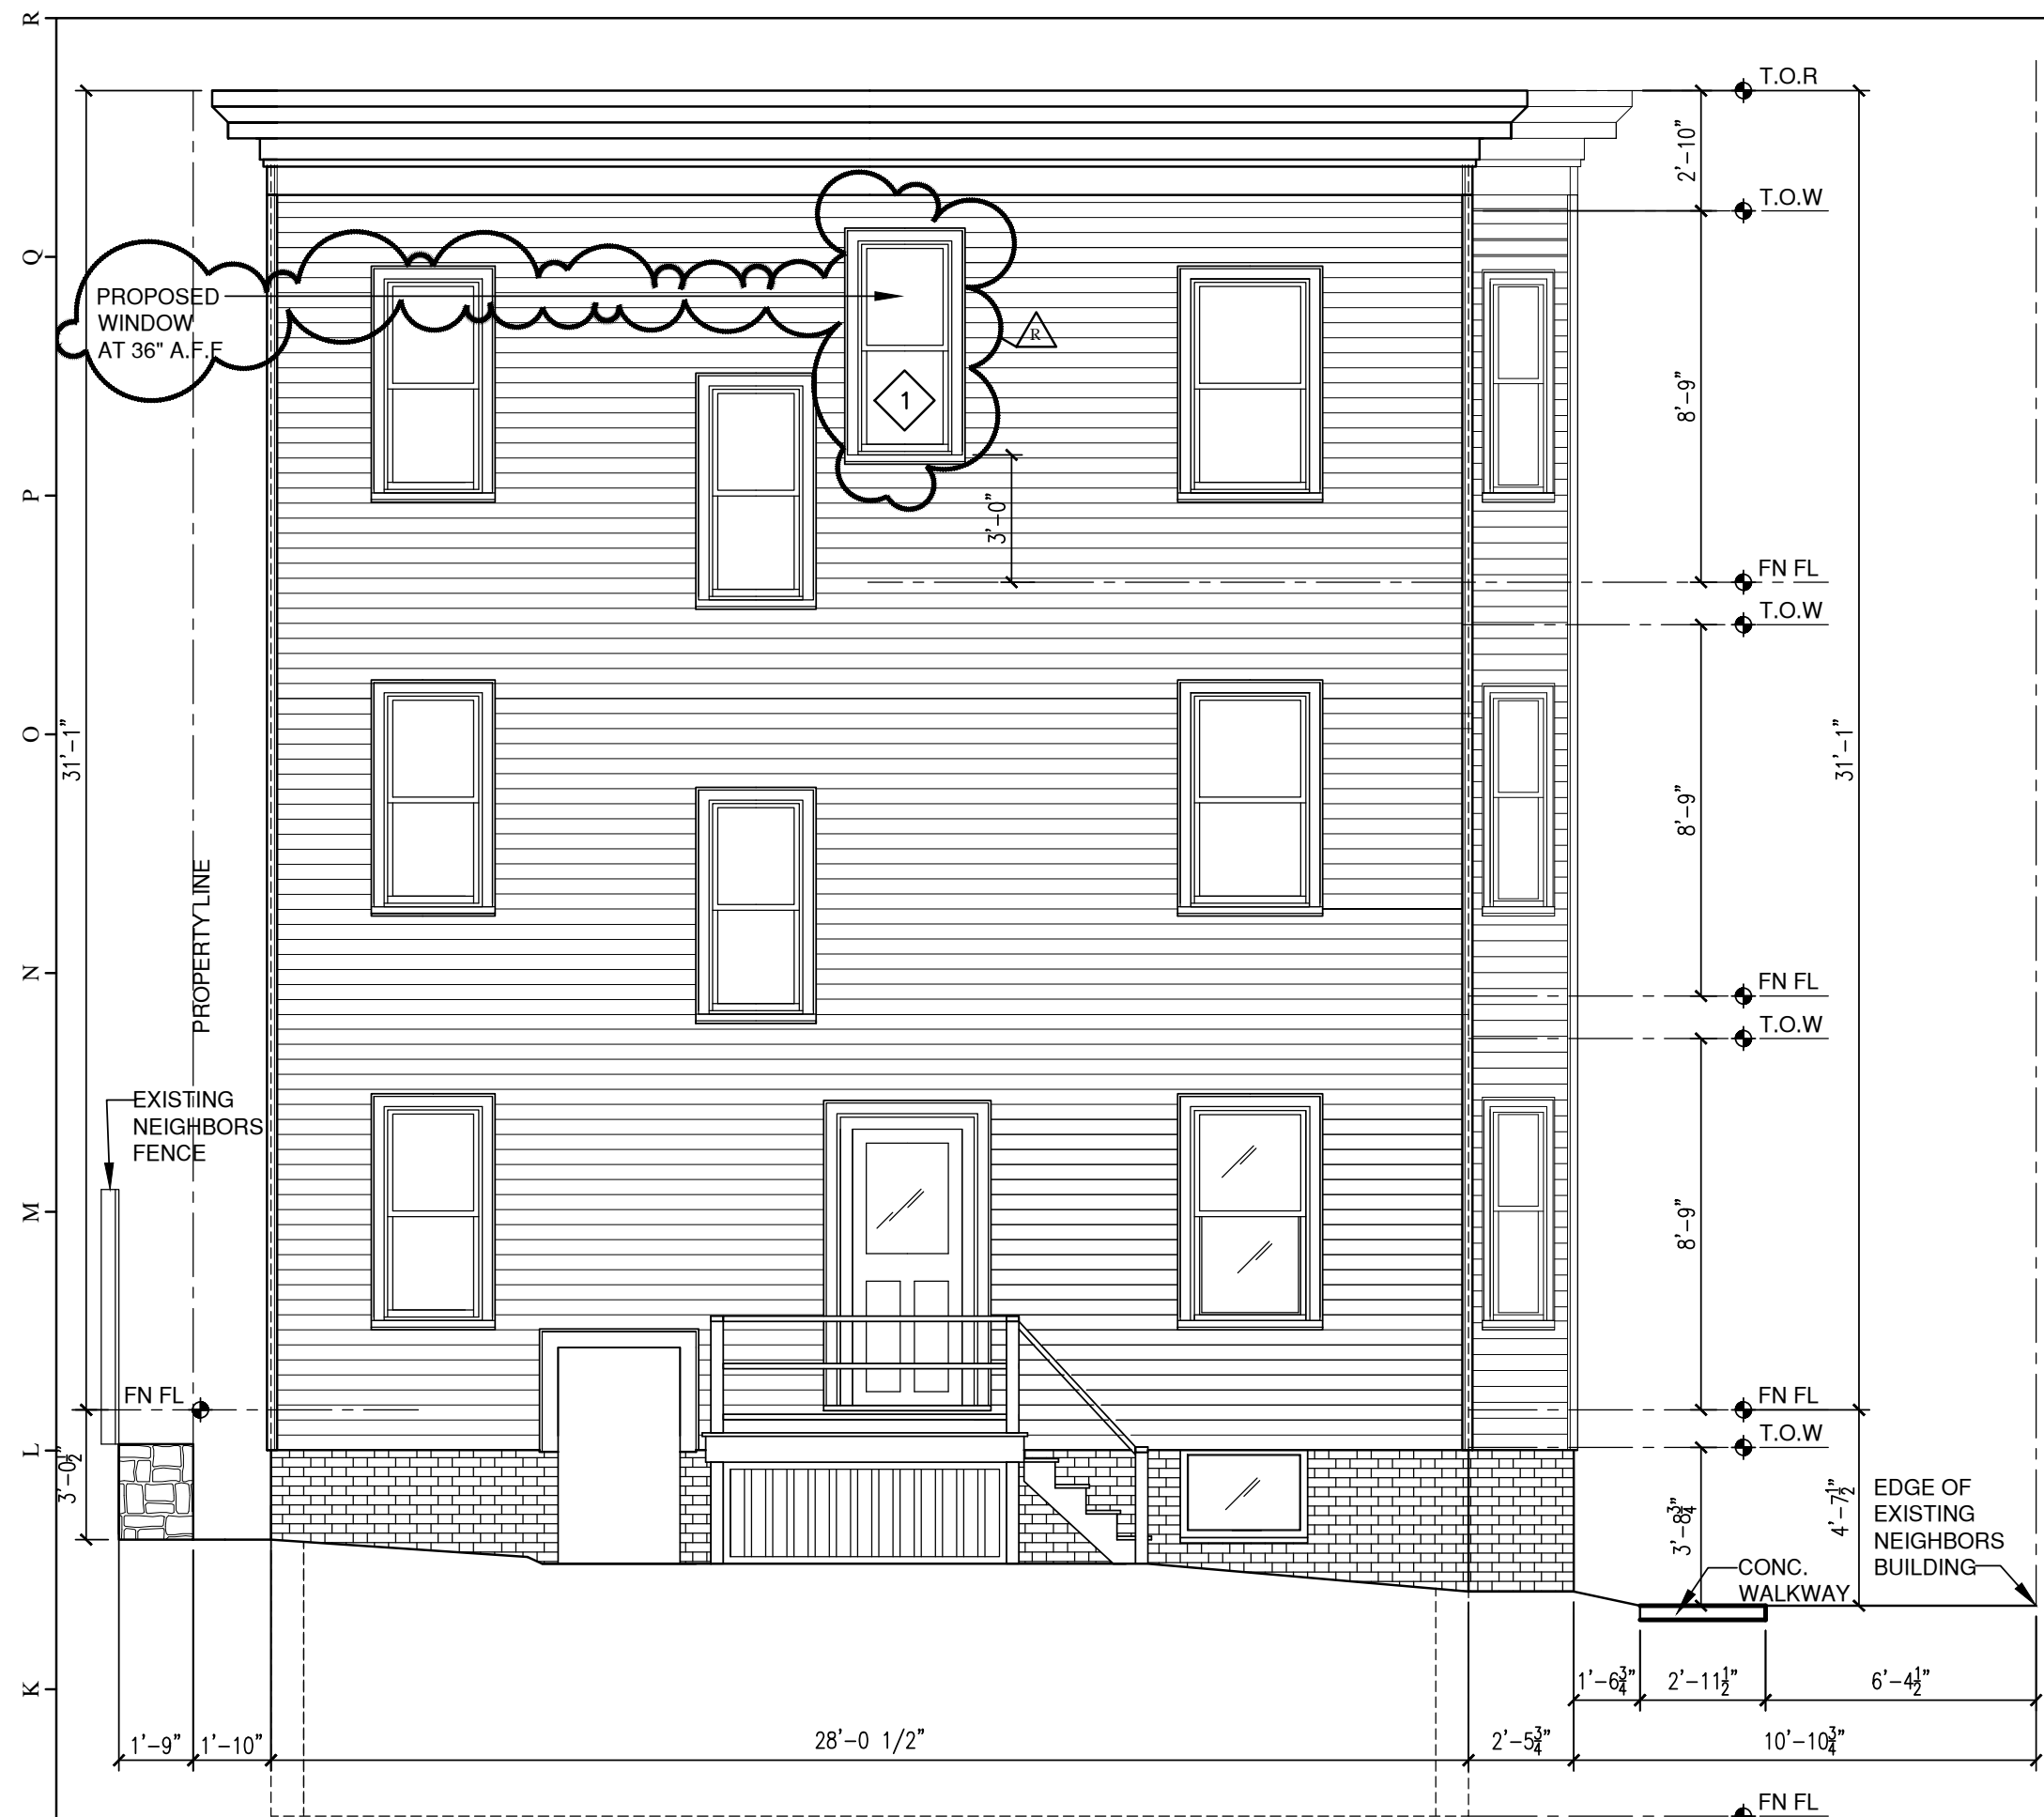 R
T.O.R
2'-10"
T.O.W
Q
PROPOSED
WINDOW
AT 36" A.F.F
R
1
8'-9"
P
3'-0"
FN FL
T.O.W
O
31'-1"
31'-1"
8'-9"
PROPERTY LINE
N
FN FL
T.O.W
EXISTING
NEIGHBORS
FENCE
M
8'-9"
FN FL
FN FL
T.O.W
L
3'-0½"
3'-8¾"
4'-7½"
EDGE OF
EXISTING
NEIGHBORS
BUILDING
CONC.
WALKWAY
K
1'-6¾"
2'-11½"
6'-4½"
1'-9"
1'-10"
28'-0 1/2"
2'-5¾"
10'-10¾"
FN FL